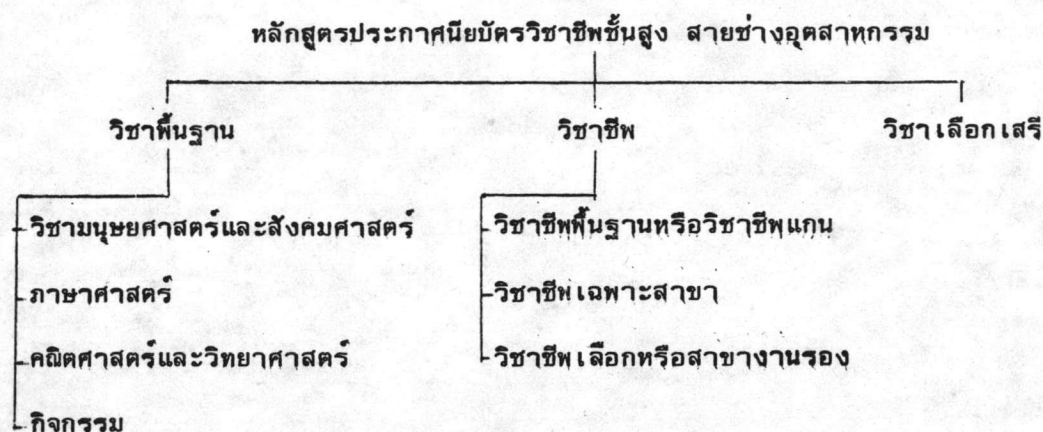 หลักสูตรประกาศนียบัตรวิชาชีพชั้นสูง สายช่างอุตสาหกรรม
วิชาพื้นฐาน วิชาชีพ วิชาเลือกเสรี
-วิชามนุษยศาสตร์และสังคมศาสตร์ -วิชาชีพพื้นฐานหรือวิชาชีพแกน
-ภาษาศาสตร์ -วิชาชีพเฉพาะสาขา
-คณิตศาสตร์และวิทยาศาสตร์ -วิชาชีพเลือกหรือสาขางานรอง
-กิจกรรม